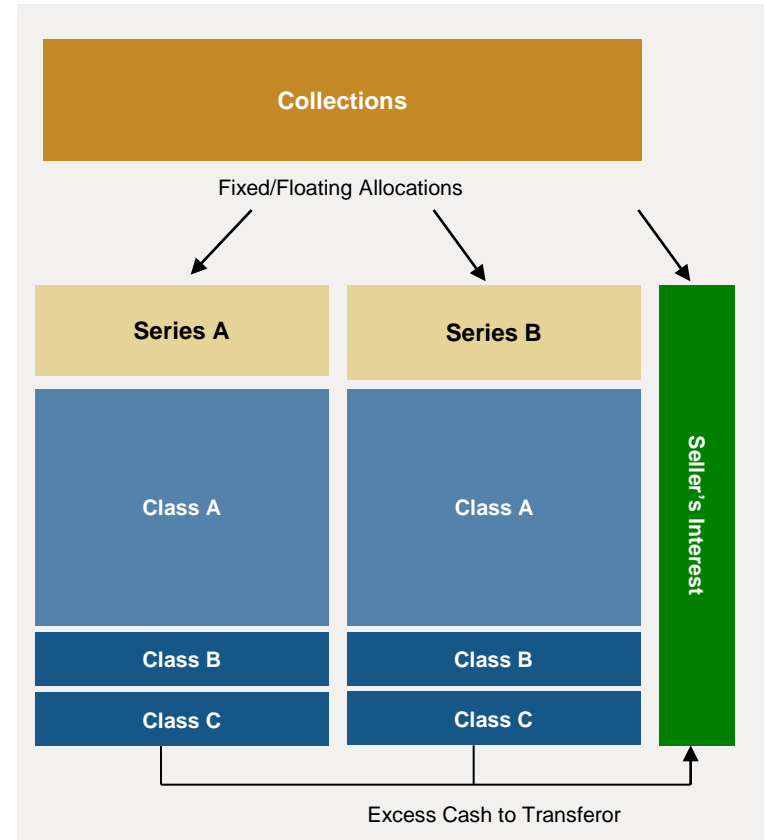 Collections
Fixed/Floating Allocations
Series A
Series B
Class A
Class A
Seller’s Interest
Class B
Class B
Class C
Class C
Excess Cash to Transferor